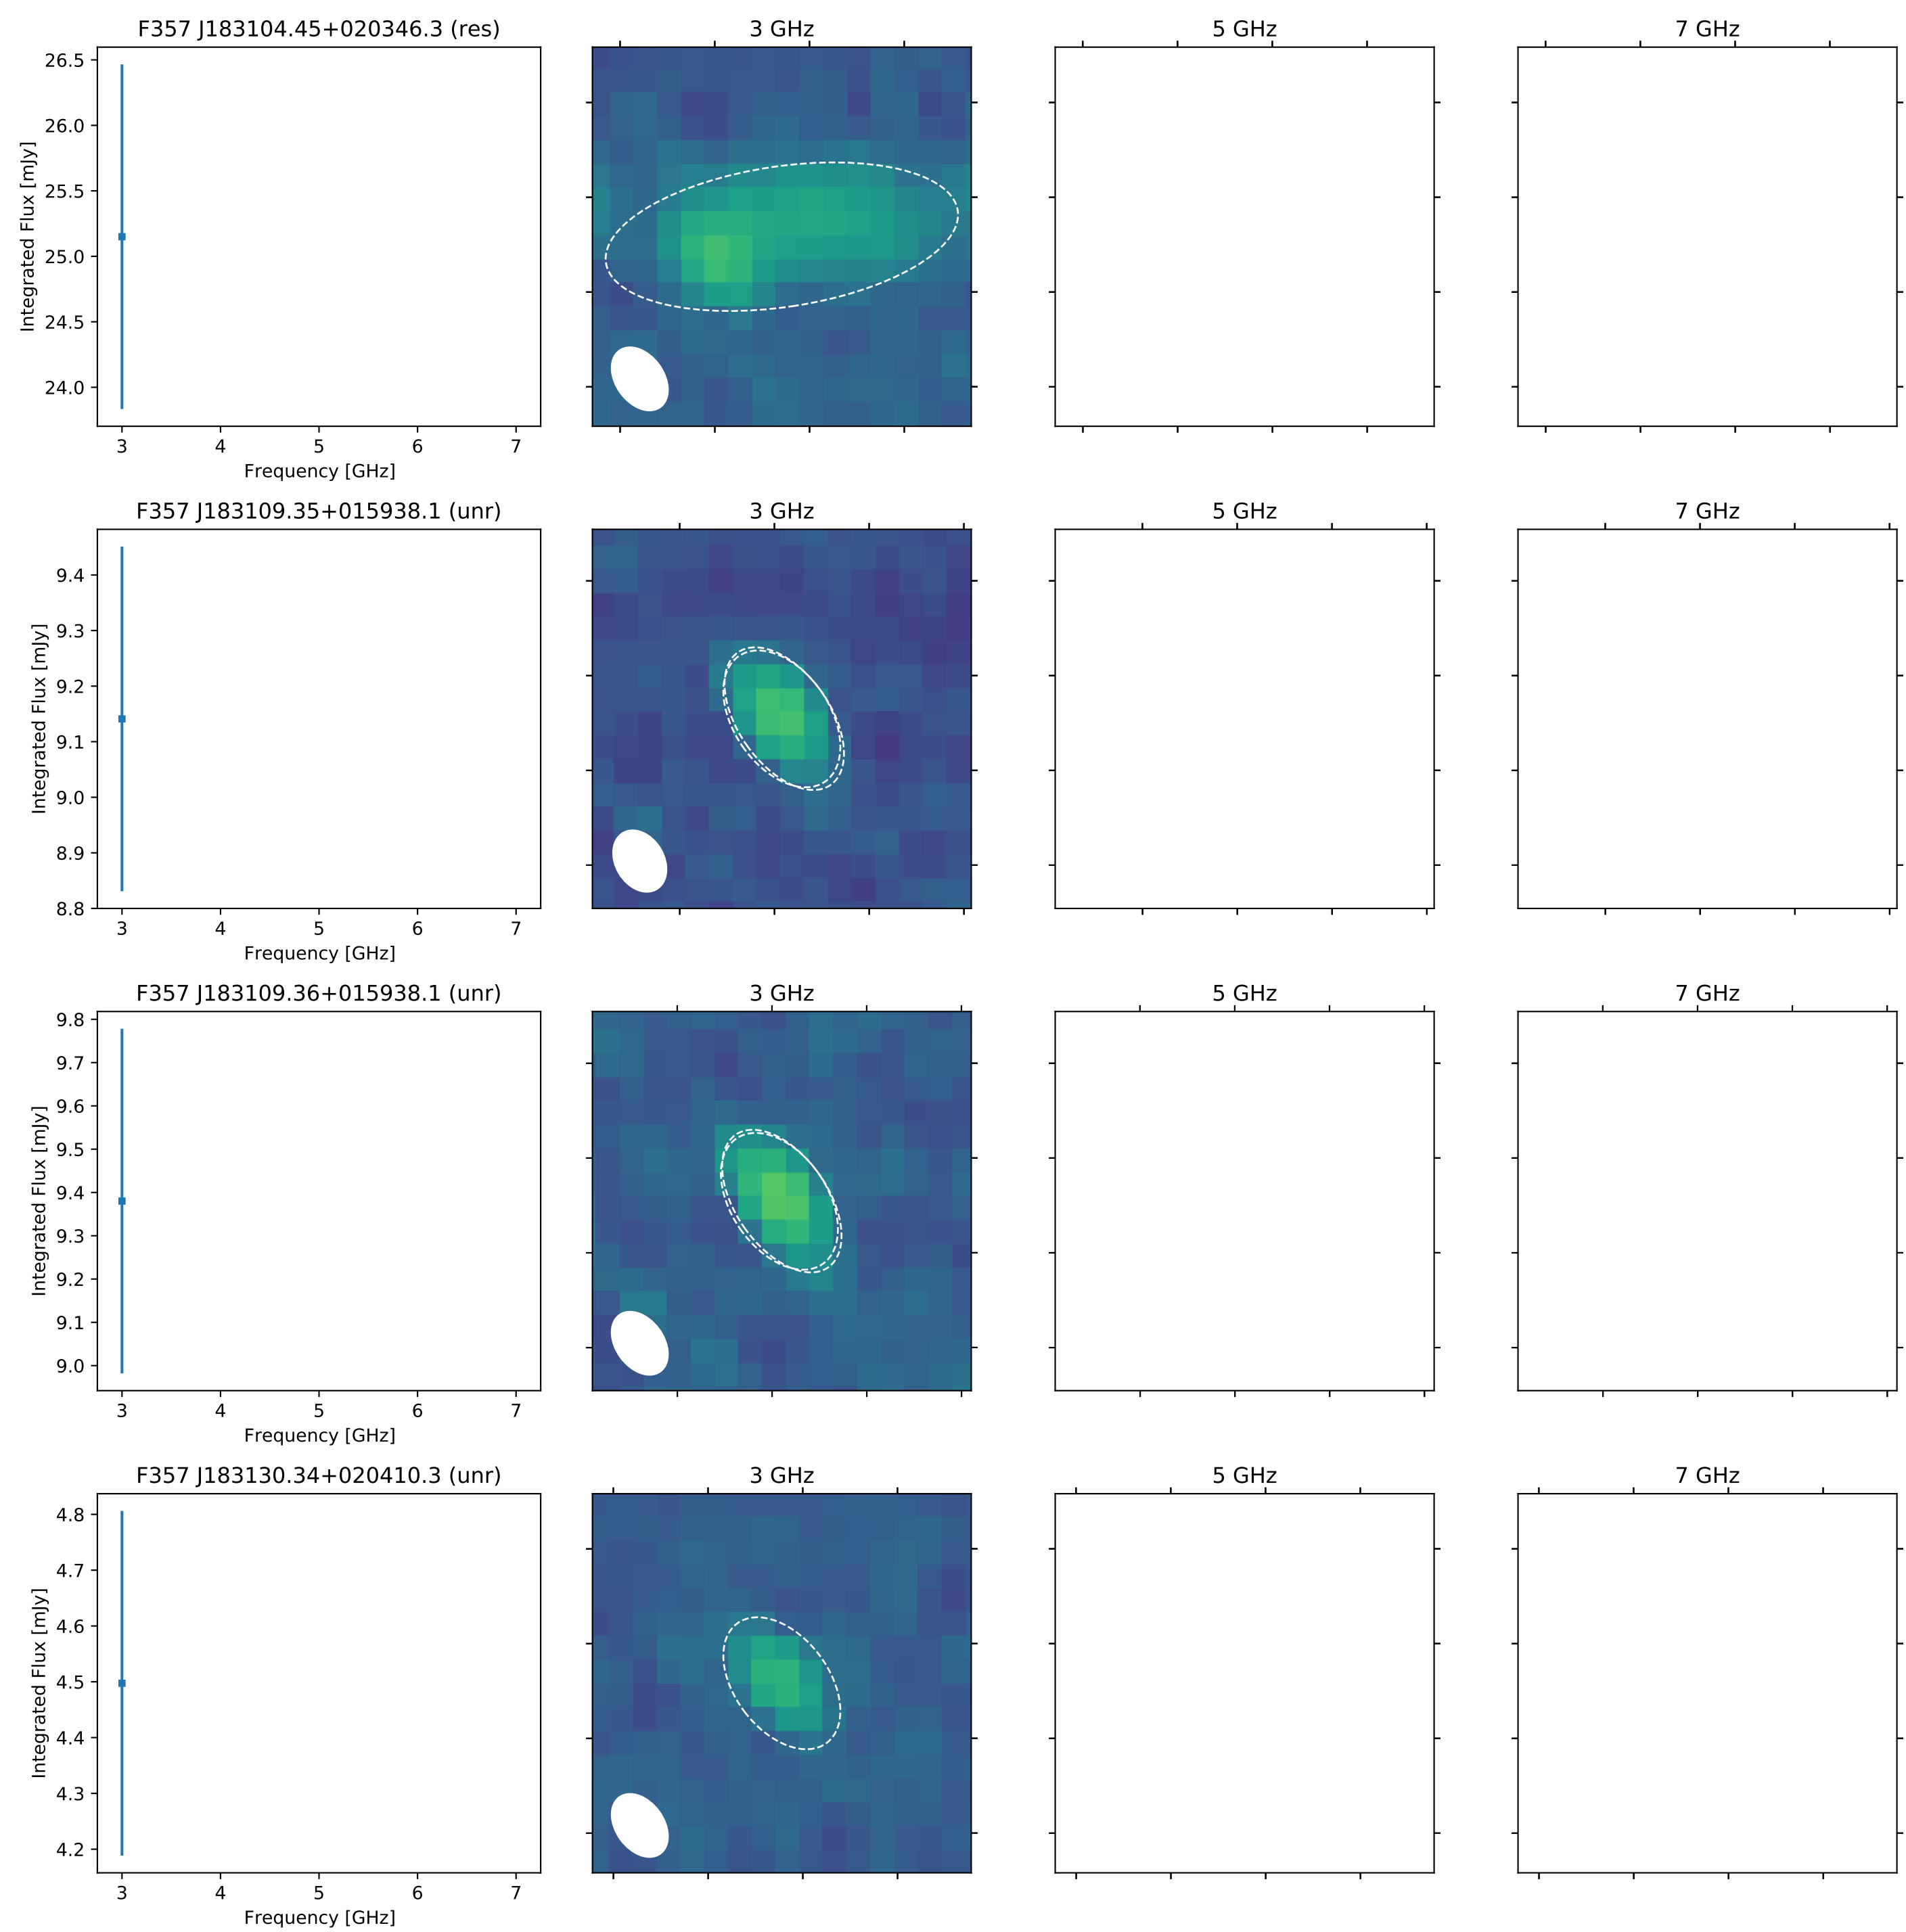 F357 J183104.45+020346.3 (res)
3 GHz
5 GHz
7 GHz
Integrated Flux [mJy]
26.5
26.0
25.5
25.0
24.5
24.0
3 4 5 6 7
Frequency [GHz]
F357 J183109.35+015938.1 (unr)
3 GHz
5 GHz
7 GHz
Integrated Flux [mJy]
9.4
9.3
9.2
9.1
9.0
8.9
8.8
3 4 5 6 7
Frequency [GHz]
F357 J183109.36+015938.1 (unr)
3 GHz
5 GHz
7 GHz
Integrated Flux [mJy]
9.8
9.7
9.6
9.5
9.4
9.3
9.2
9.1
9.0
3 4 5 6 7
Frequency [GHz]
F357 J183130.34+020410.3 (unr)
3 GHz
5 GHz
7 GHz
Integrated Flux [mJy]
4.8
4.7
4.6
4.5
4.4
4.3
4.2
3 4 5 6 7
Frequency [GHz]